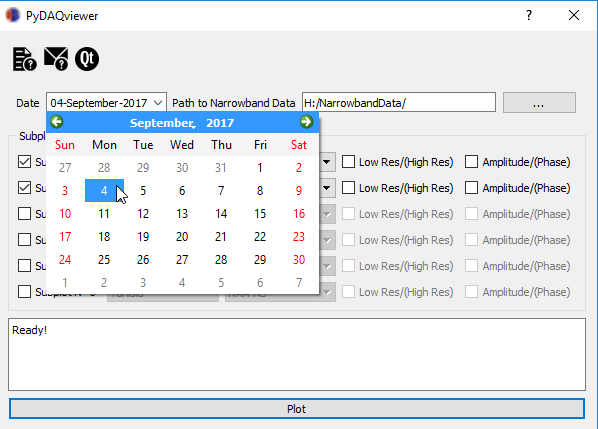 PyDAQviewer
Qt
Date 04-September-2017 Path to Narrowband Data H:/NarrowbandData/ ...
September, 2017
Subpl
Sun Mon Tue Wed Thu Fri Sat
27 28 29 30 31 1 2
Su Low Res/(High Res) Amplitude/(Phase)
3 4 5 6 7 8 9
Su Low Res/(High Res) Amplitude/(Phase)
10 11 12 13 14 15 16
Su Low Res/(High Res) Amplitude/(Phase)
17 18 19 20 21 22 23
Su Low Res/(High Res) Amplitude/(Phase)
24 25 26 27 28 29 30
Su Low Res/(High Res) Amplitude/(Phase)
1 2 3 4 5 6 7
Low Res/(High Res) Amplitude/(Phase)
Ready!
Plot